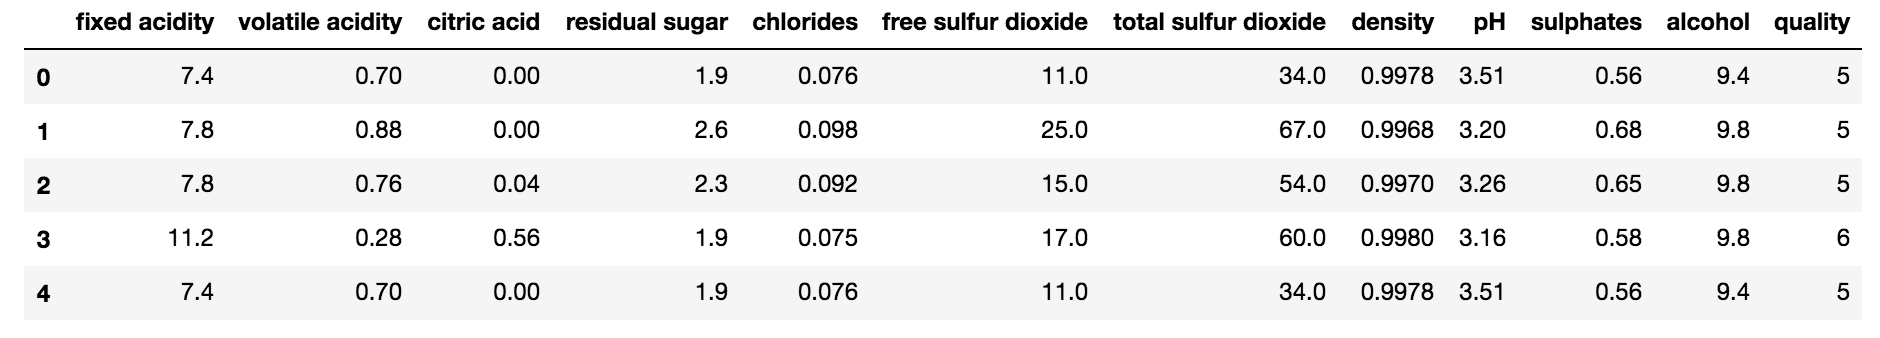 fixed acidity volatile acidity citric acid residual sugar chlorides free sulfur dioxide total sulfur dioxide density pH sulphates alcohol quality
0 7.4 0.70 0.00 1.9 0.076 11.0 34.0 0.9978 3.51 0.56 9.4 5
1 7.8 0.88 0.00 2.6 0.098 25.0 67.0 0.9968 3.20 0.68 9.8 5
2 7.8 0.76 0.04 2.3 0.092 15.0 54.0 0.9970 3.26 0.65 9.8 5
3 11.2 0.28 0.56 1.9 0.075 17.0 60.0 0.9980 3.16 0.58 9.8 6
4 7.4 0.70 0.00 1.9 0.076 11.0 34.0 0.9978 3.51 0.56 9.4 5